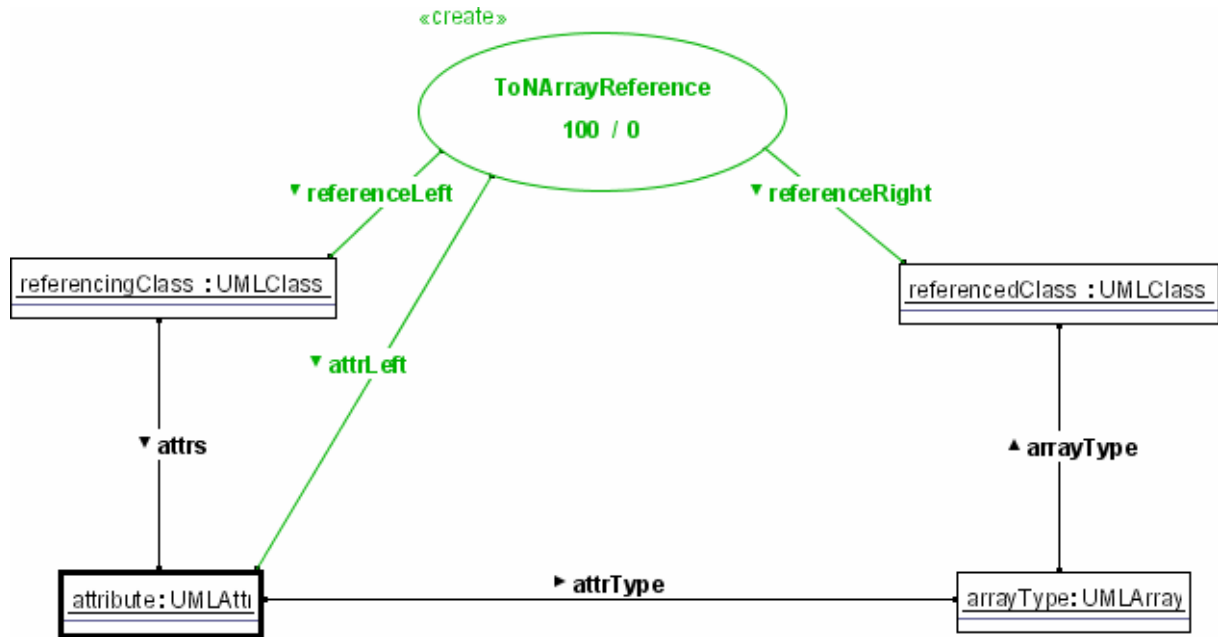 «create»
ToNArrayReference
100 / 0
referenceLeft
referenceRight
referencingClass :UMLClass
referencedClass :UMLClass
attrLeft
attrs
arrayType
attrType
attribute:UMLAttr
arrayType:UMLArray